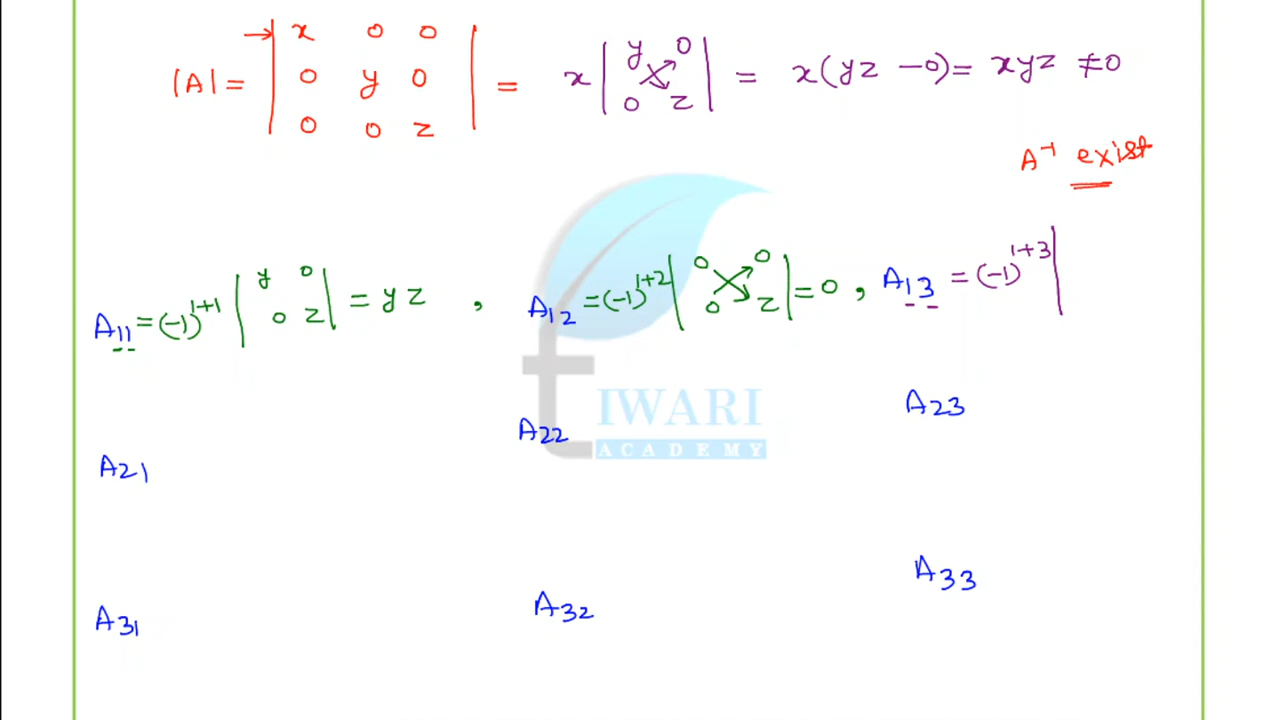 |A| = → | x 0 0 | = x | y 0 | = x(yz − 0) = xyz ≠ 0
| 0 y 0 | | 0 z |
| 0 0 z |
A⁻¹ exist
A₁₁ = (-1)¹⁺¹ | y 0 | = yz , A₁₂ = (-1)¹⁺² | 0 0 | = 0 , A₁₃ = (-1)¹⁺³ |
| 0 z | | 0 z |
IWARI
ACADEMY
A₂₁ A₂₂ A₂₃
A₃₁ A₃₂ A₃₃